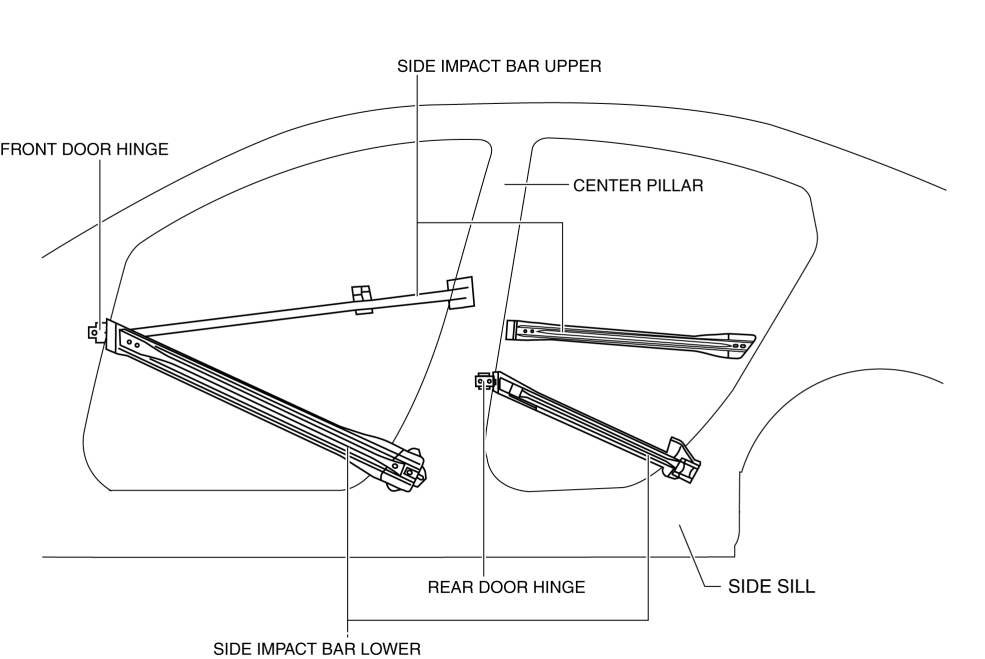 SIDE IMPACT BAR UPPER
FRONT DOOR HINGE
CENTER PILLAR
REAR DOOR HINGE
SIDE SILL
SIDE IMPACT BAR LOWER